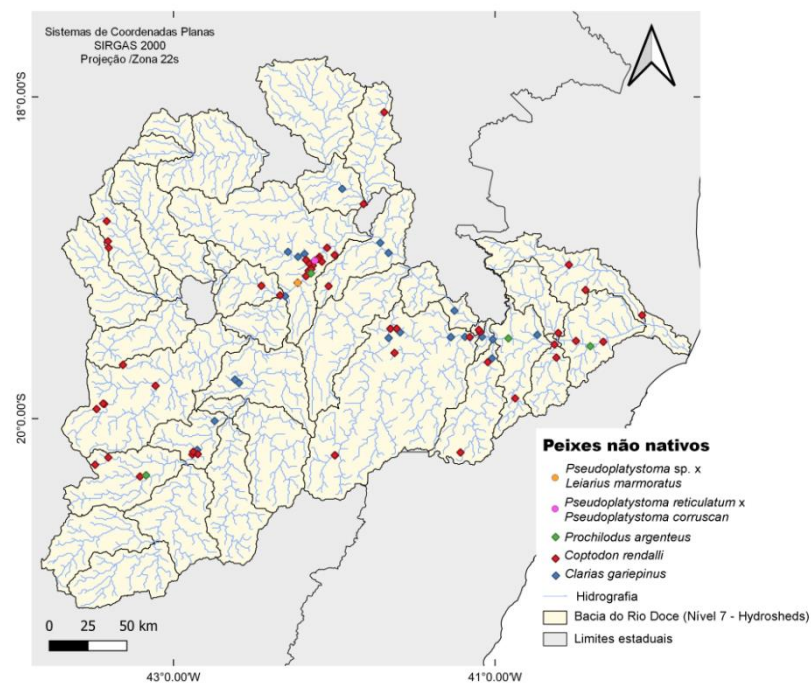 Sistemas de Coordenadas Planas
SIRGAS 2000
Projeção /Zona 22s
18°0.00'S
20°0.00'S
Peixes não nativos
Pseudoplatystoma sp. x
Leiarius marmoratus
Pseudoplatystoma reticulatum x
Pseudoplatystoma corruscan
Prochilodus argenteus
Coptodon rendalli
Clarias gariepinus
Hidrografia
Bacia do Rio Doce (Nível 7 - Hydrosheds)
Limites estaduais
0 25 50 km
43°0.00'W
41°0.00'W